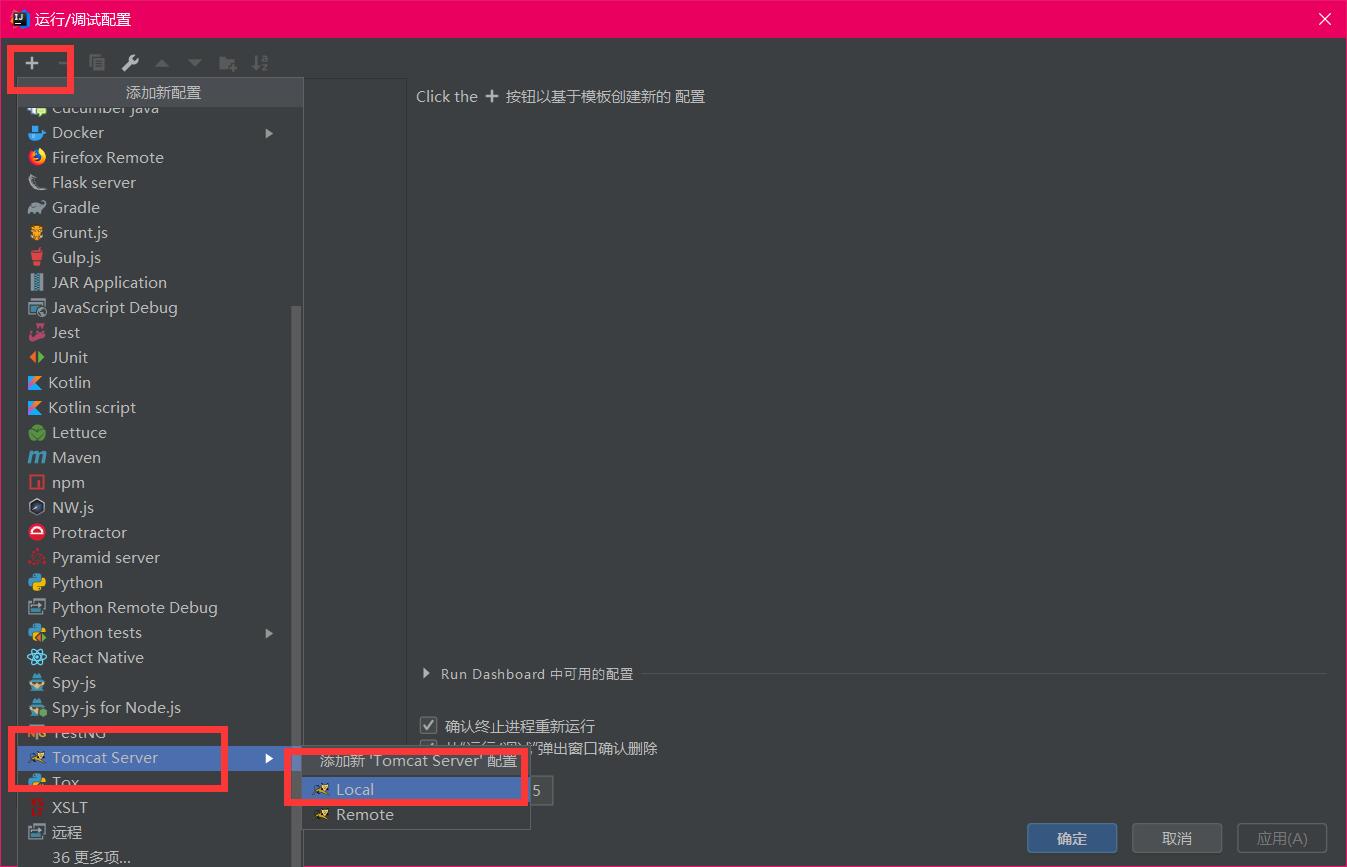 运行/调试配置
添加新配置
Click the + 按钮以基于模板创建新的 配置
Cucumber java
Docker
Firefox Remote
Flask server
Gradle
Grunt.js
Gulp.js
JAR Application
JavaScript Debug
Jest
JUnit
Kotlin
Kotlin script
Lettuce
Maven
npm
NW.js
Protractor
Pyramid server
Python
Python Remote Debug
Python tests
React Native
Spy-js
Spy-js for Node.js
TestNG
Tomcat Server
Tox
XSLT
远程
36 更多项...
Run Dashboard 中可用的配置
确认终止进程重新运行
从“运行/调试”弹出窗口确认删除
添加新 'Tomcat Server' 配置
Local
Remote
5
确定
取消
应用(A)